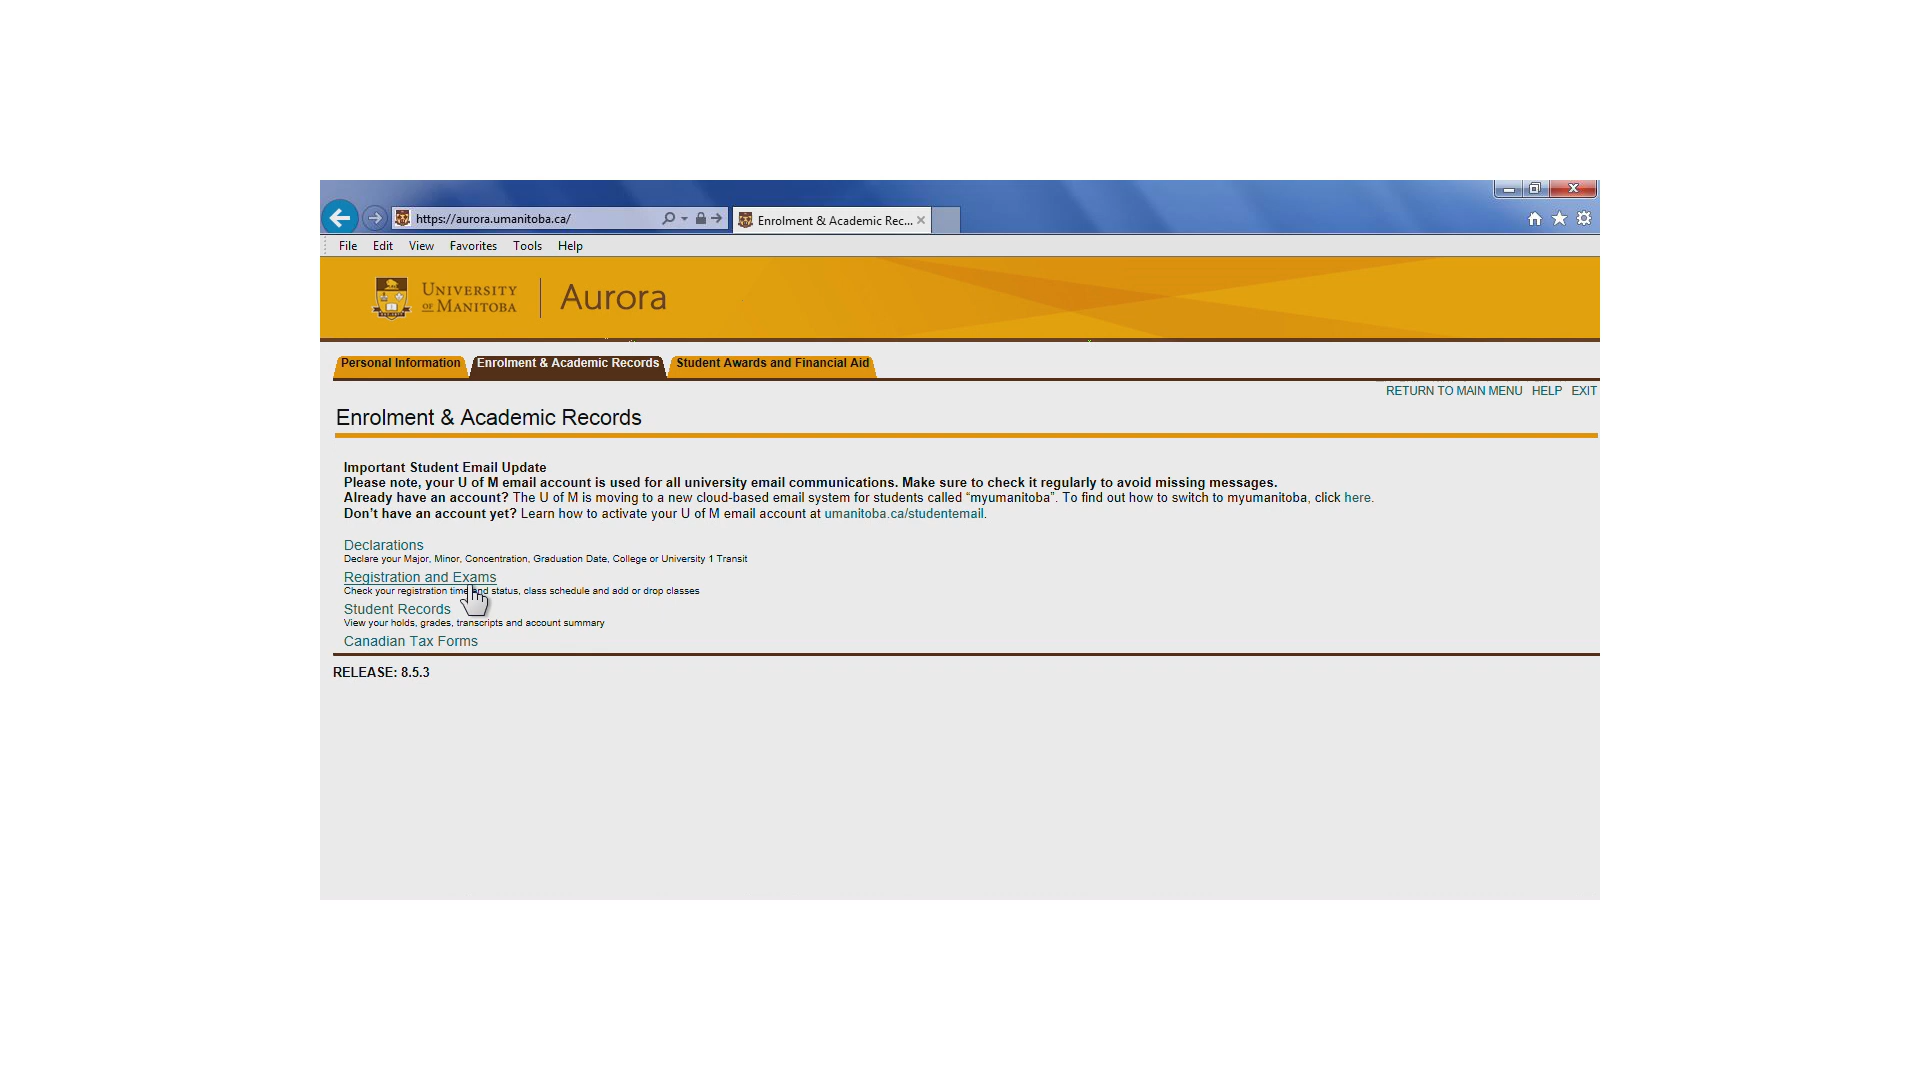 https://aurora.umanitoba.ca/
Enrolment & Academic Rec...
File Edit View Favorites Tools Help
UNIVERSITY
OF MANITOBA
Aurora
Personal Information
Enrolment & Academic Records
Student Awards and Financial Aid
RETURN TO MAIN MENU HELP EXIT
Enrolment & Academic Records
Important Student Email Update
Please note, your U of M email account is used for all university email communications. Make sure to check it regularly to avoid missing messages.
Already have an account? The U of M is moving to a new cloud-based email system for students called “myumanitoba”. To find out how to switch to myumanitoba, click here.
Don’t have an account yet? Learn how to activate your U of M email account at umanitoba.ca/studentemail.
Declarations
Declare your Major, Minor, Concentration, Graduation Date, College or University 1 Transit
Registration and Exams
Check your registration time and status, class schedule and add or drop classes
Student Records
View your holds, grades, transcripts and account summary
Canadian Tax Forms
RELEASE: 8.5.3